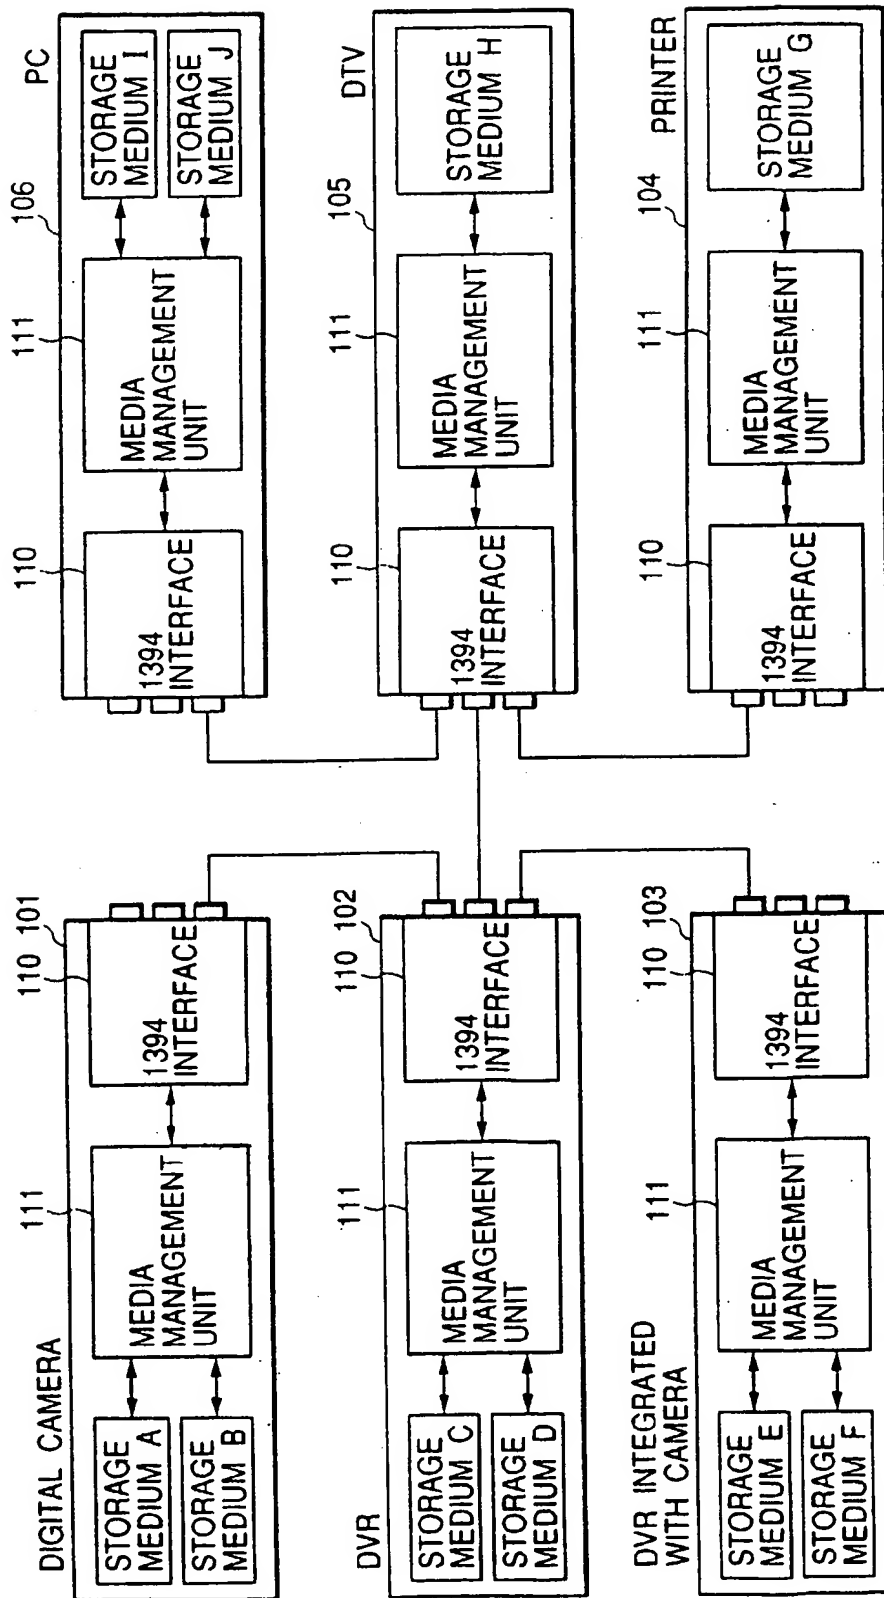 DIGITAL CAMERA
101
110
111
STORAGE
MEDIUM A
STORAGE
MEDIUM B
MEDIA
MANAGEMENT
UNIT
1394
INTERFACE
DVR
102
110
111
STORAGE
MEDIUM C
STORAGE
MEDIUM D
MEDIA
MANAGEMENT
UNIT
1394
INTERFACE
DVR INTEGRATED
WITH CAMERA
103
110
111
STORAGE
MEDIUM E
STORAGE
MEDIUM F
MEDIA
MANAGEMENT
UNIT
1394
INTERFACE
PC
106
111
110
1394
INTERFACE
MEDIA
MANAGEMENT
UNIT
STORAGE
MEDIUM I
STORAGE
MEDIUM J
DTV
105
111
110
1394
INTERFACE
MEDIA
MANAGEMENT
UNIT
STORAGE
MEDIUM H
PRINTER
104
111
110
1394
INTERFACE
MEDIA
MANAGEMENT
UNIT
STORAGE
MEDIUM G